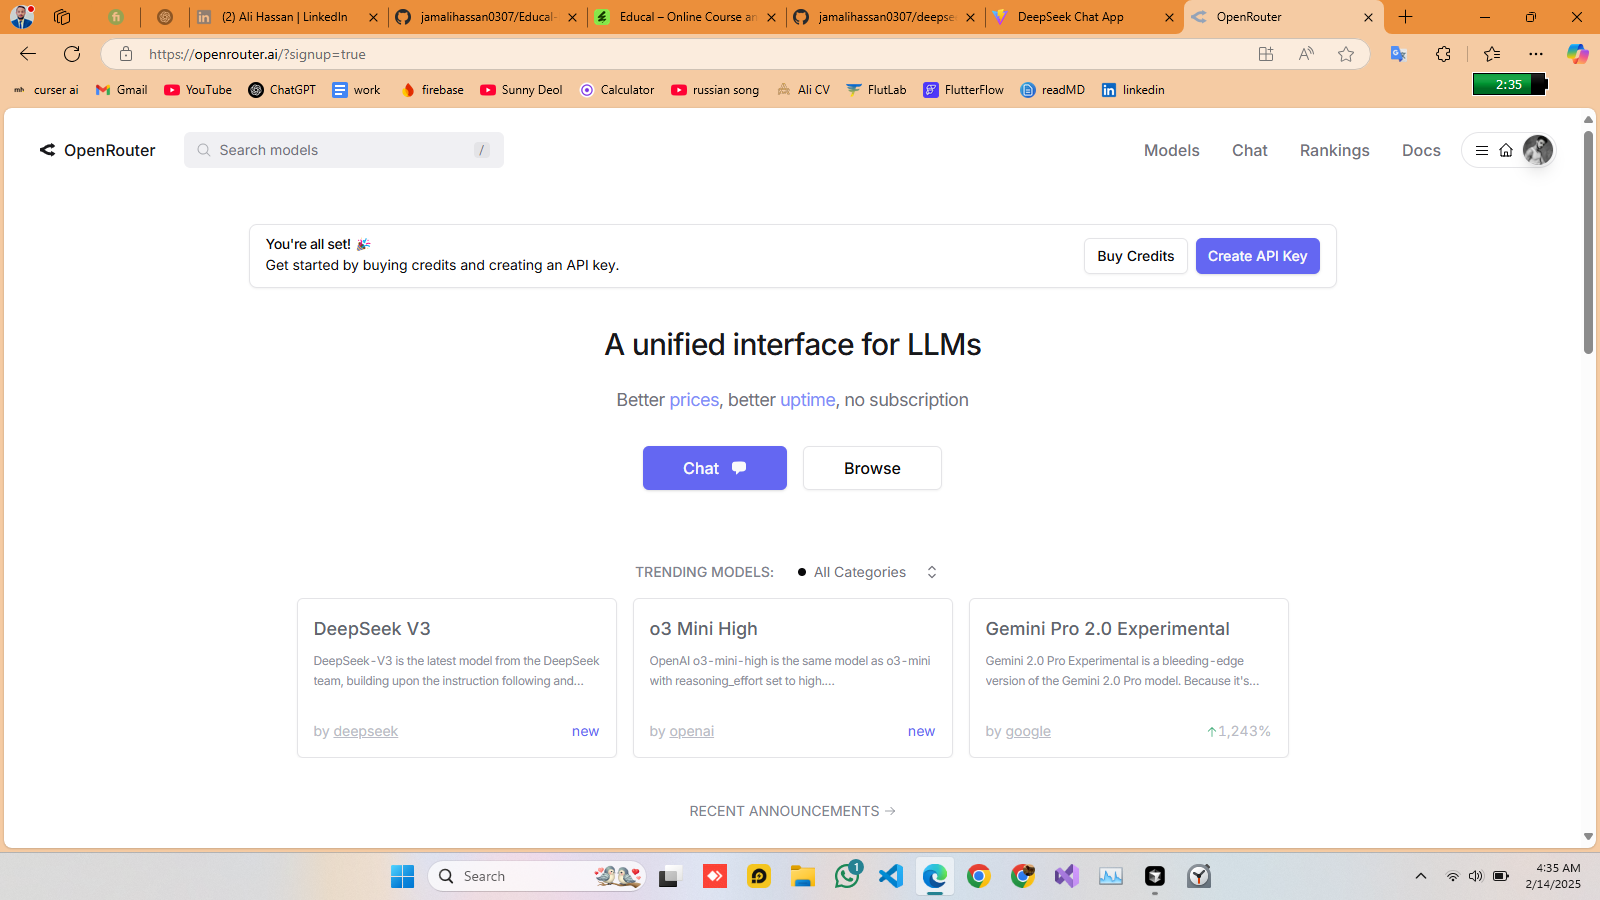 (2) Ali Hassan | LinkedIn
jamalihassan0307/Educal-
Educal – Online Course an
jamalihassan0307/deepse
DeepSeek Chat App
OpenRouter
https://openrouter.ai/?signup=true
curser ai
Gmail
YouTube
ChatGPT
work
firebase
Sunny Deol
Calculator
russian song
Ali CV
FlutLab
FlutterFlow
readMD
linkedin
2:35
OpenRouter
Search models
/
Models
Chat
Rankings
Docs
You're all set! 🎉
Get started by buying credits and creating an API key.
Buy Credits
Create API Key
A unified interface for LLMs
Better prices, better uptime, no subscription
Chat
Browse
TRENDING MODELS:
All Categories
DeepSeek V3
DeepSeek-V3 is the latest model from the DeepSeek
team, building upon the instruction following and...
by deepseek
new
o3 Mini High
OpenAI o3-mini-high is the same model as o3-mini
with reasoning_effort set to high....
by openai
new
Gemini Pro 2.0 Experimental
Gemini 2.0 Pro Experimental is a bleeding-edge
version of the Gemini 2.0 Pro model. Because it's...
by google
↑1,243%
RECENT ANNOUNCEMENTS →
Search
1
4:35 AM
2/14/2025